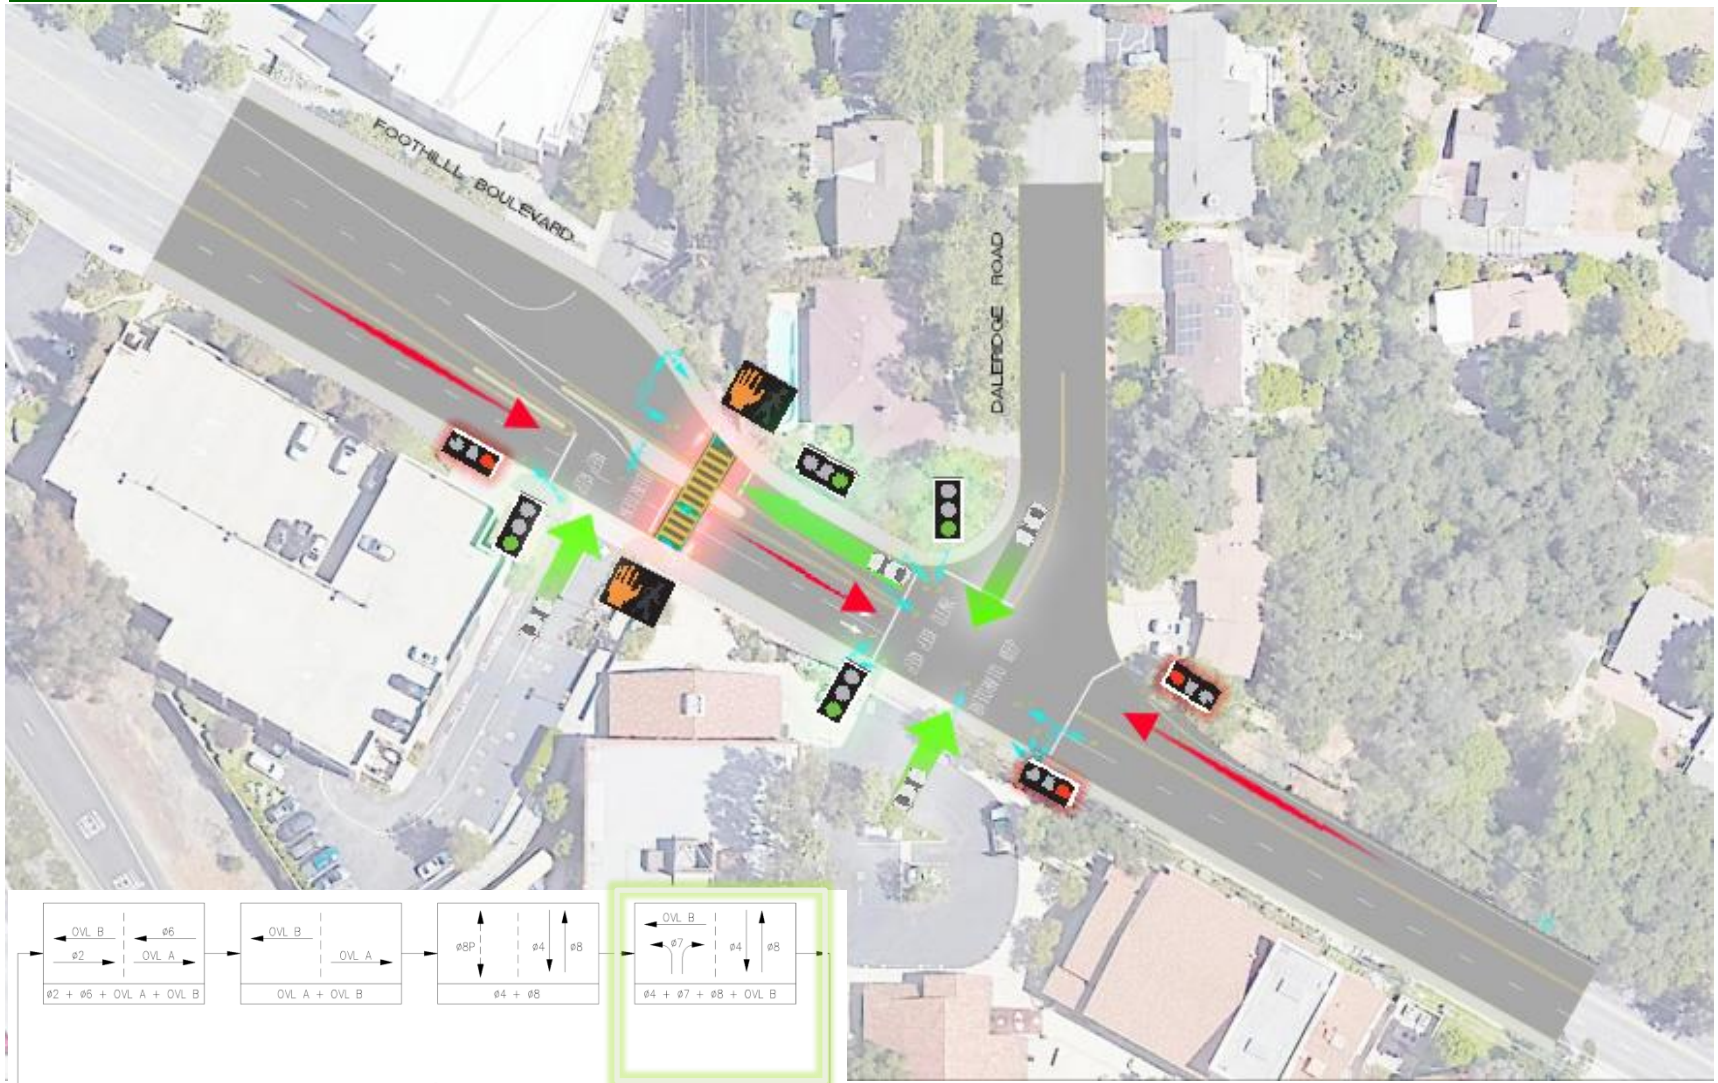 FOOTHILLL BOULEVARD
DALERIDGE ROAD
OVL B
ø6
ø2
OVL A
ø2 + ø6 + OVL A + OVL B
OVL B
OVL A
OVL A + OVL B
ø8P
ø4
ø8
ø4 + ø8
OVL B
ø7
ø4
ø8
ø4 + ø7 + ø8 + OVL B